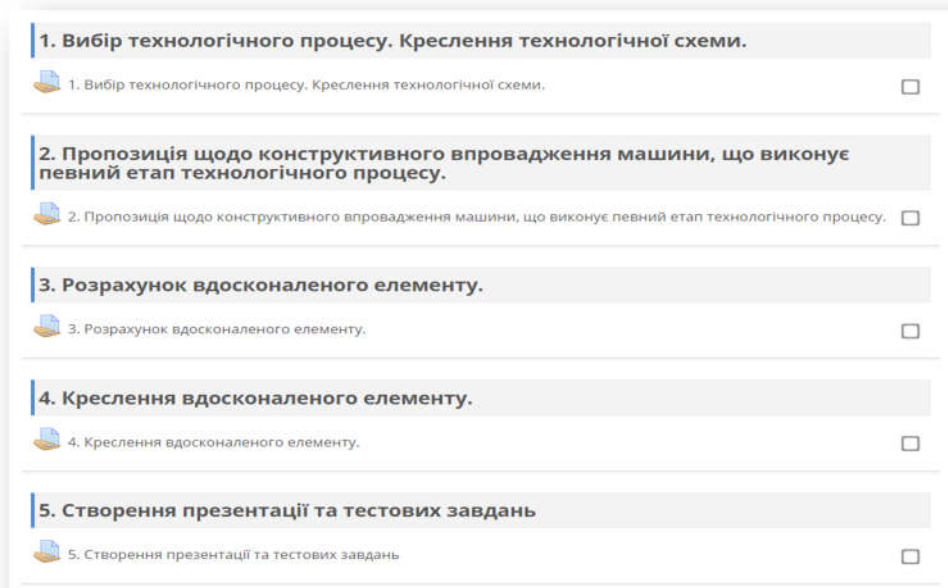 1. Вибір технологічного процесу. Креслення технологічної схеми.
1. Вибір технологічного процесу. Креслення технологічної схеми.
2. Пропозиція щодо конструктивного впровадження машини, що виконує
певний етап технологічного процесу.
2. Пропозиція щодо конструктивного впровадження машини, що виконує певний етап технологічного процесу.
3. Розрахунок вдосконаленого елементу.
3. Розрахунок вдосконаленого елементу.
4. Креслення вдосконаленого елементу.
4. Креслення вдосконаленого елементу.
5. Створення презентації та тестових завдань
5. Створення презентації та тестових завдань